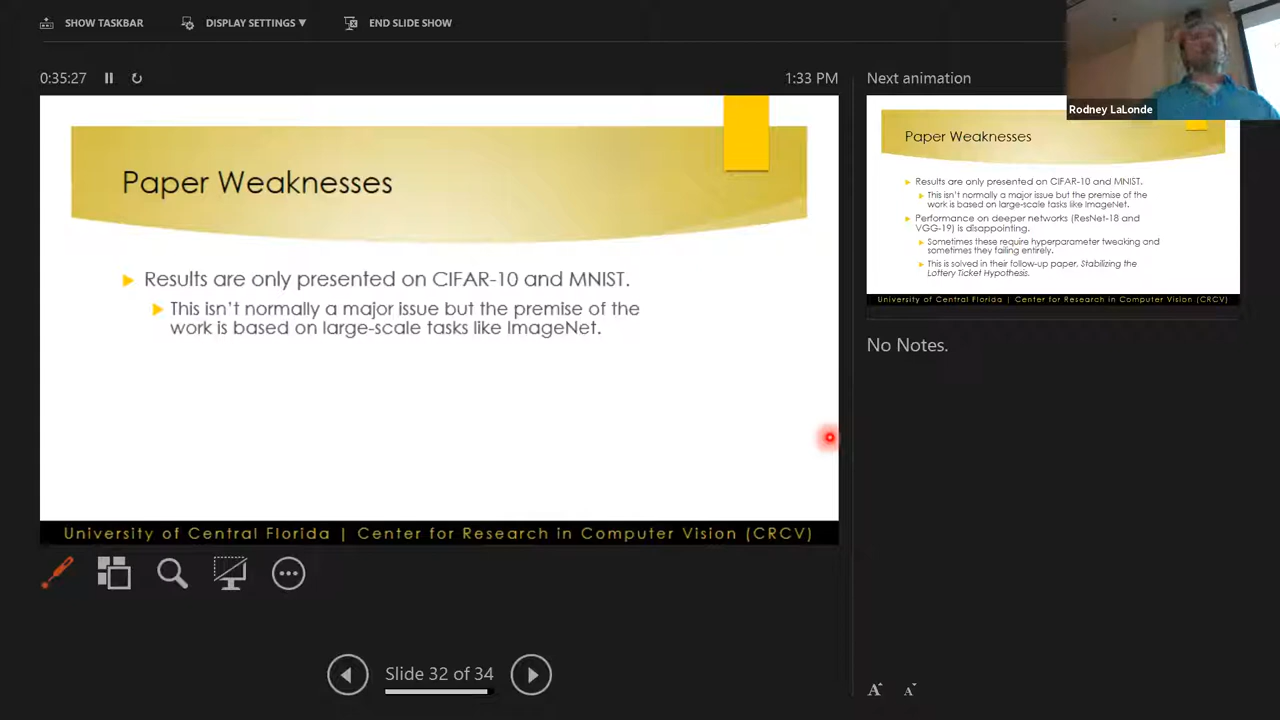 SHOW TASKBAR
DISPLAY SETTINGS ▼
END SLIDE SHOW
0:35:27
1:33 PM
Next animation
Rodney LaLonde
Paper Weaknesses
Results are only presented on CIFAR-10 and MNIST.
This isn't normally a major issue but the premise of the
work is based on large-scale tasks like ImageNet.
University of Central Florida | Center for Research in Computer Vision (CRCV)
Paper Weaknesses
Results are only presented on CIFAR-10 and MNIST.
This isn't normally a major issue but the premise of the
work is based on large-scale tasks like ImageNet.
Performance on deeper networks (ResNet-18 and
VGG-19) is disappointing.
Sometimes these require hyperparameter tweaking and
sometimes they failing entirely.
This is solved in their follow-up paper, Stabilizing the
Lottery Ticket Hypothesis.
University of Central Florida | Center for Research in Computer Vision (CRCV)
No Notes.
Slide 32 of 34
A A